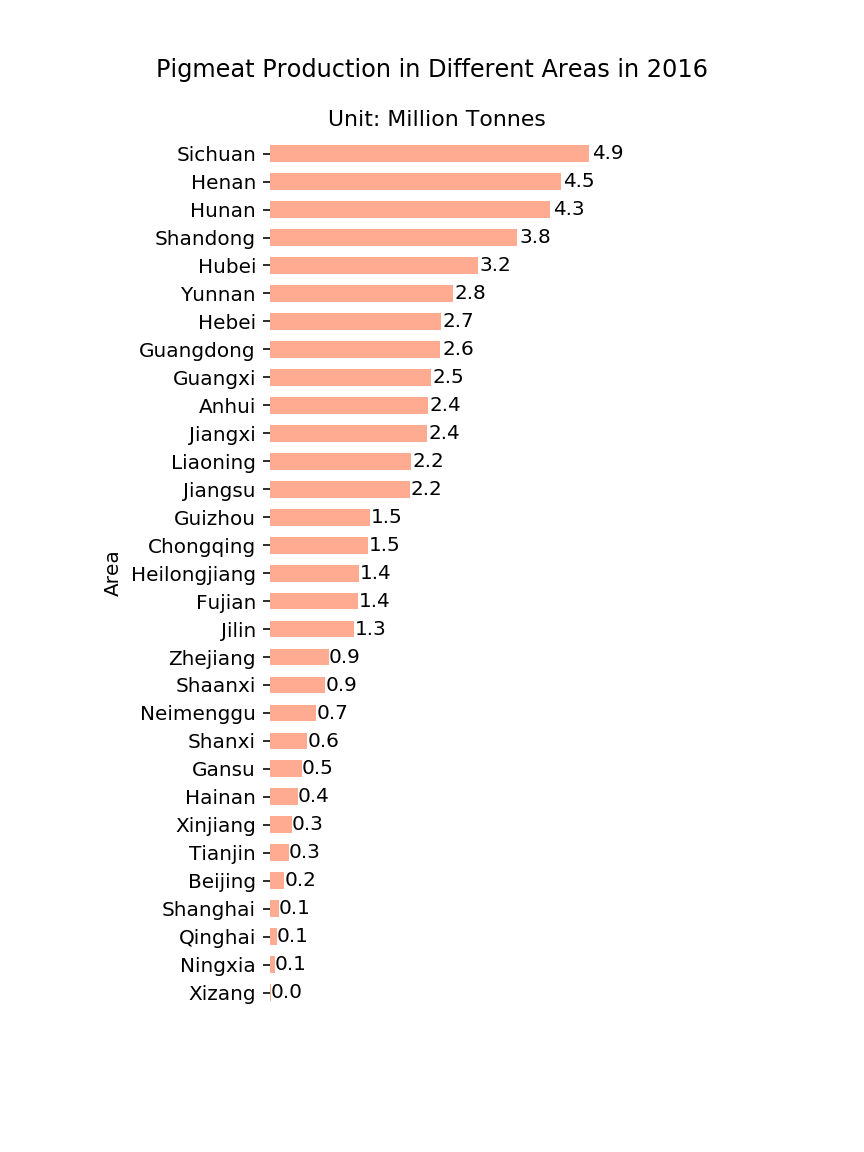 Pigmeat Production in Different Areas in 2016
Unit: Million Tonnes
Sichuan 4.9
Henan 4.5
Hunan 4.3
Shandong 3.8
Hubei 3.2
Yunnan 2.8
Hebei 2.7
Guangdong 2.6
Guangxi 2.5
Anhui 2.4
Jiangxi 2.4
Liaoning 2.2
Jiangsu 2.2
Guizhou 1.5
Chongqing 1.5
Area
Heilongjiang 1.4
Fujian 1.4
Jilin 1.3
Zhejiang 0.9
Shaanxi 0.9
Neimenggu 0.7
Shanxi 0.6
Gansu 0.5
Hainan 0.4
Xinjiang 0.3
Tianjin 0.3
Beijing 0.2
Shanghai 0.1
Qinghai 0.1
Ningxia 0.1
Xizang 0.0